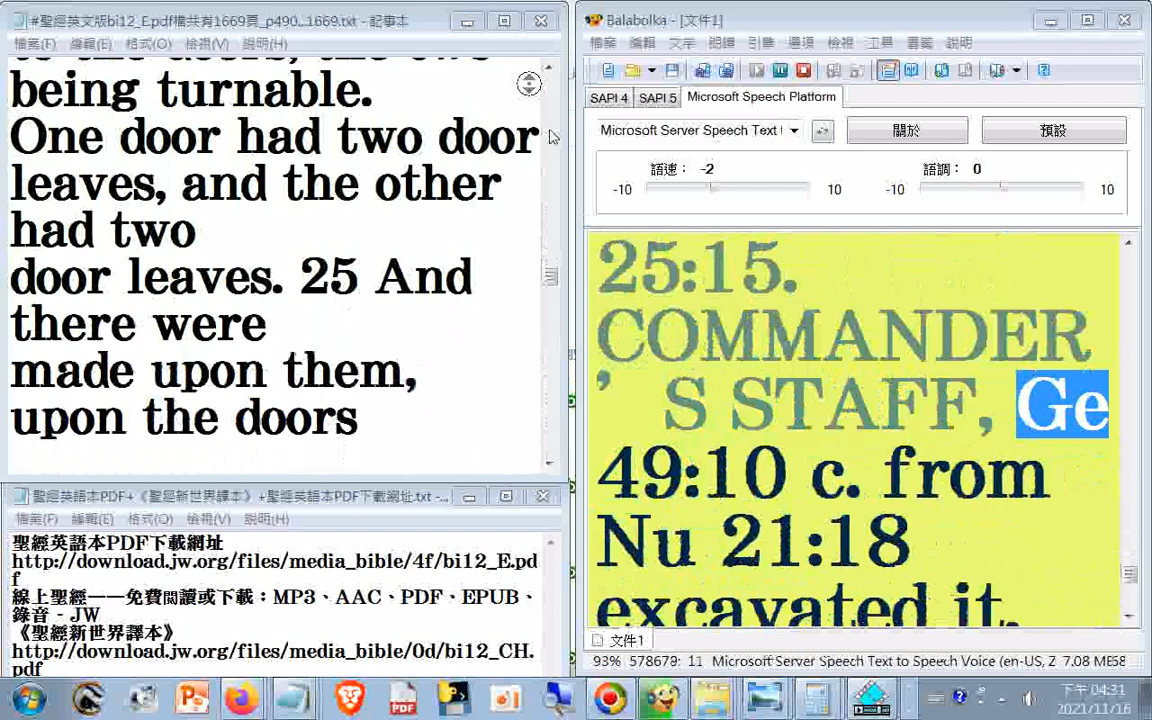 #聖經英文版bi12_E.pdf檔共有1669頁_p490...1669.txt - 記事本
檔案(F) 編輯(E) 格式(O) 檢視(V) 說明(H)
being turnable.
One door had two door
leaves, and the other
had two
door leaves. 25 And
there were
made upon them,
upon the doors
聖經英語本PDF+《聖經新世界譯本》+聖經英語本PDF下載網址.txt - ...
檔案(F) 編輯(E) 格式(O) 檢視(V) 說明(H)
聖經英語本PDF下載網址
http://download.jw.org/files/media_bible/4f/bi12_E.pd
f
線上聖經——免費閱讀或下載：MP3、AAC、PDF、EPUB、
錄音 - JW
《聖經新世界譯本》
http://download.jw.org/files/media_bible/0d/bi12_CH.
pdf
Balabolka - [文件1]
檔案 編輯 文字 朗讀 引擎 選項 檢視 工具 書籤 說明
SAPI 4 SAPI 5 Microsoft Speech Platform
Microsoft Server Speech Text
關於 預設
語速： -2 語調： 0
-10 10 -10 10
25:15.
COMMANDER
’S STAFF, Ge
49:10 c. from
Nu 21:18
excavated it.
文件1
93% 578679: 11 Microsoft Server Speech Text to Speech Voice (en-US, Z 7.08 ME
下午 04:31
2021/11/16